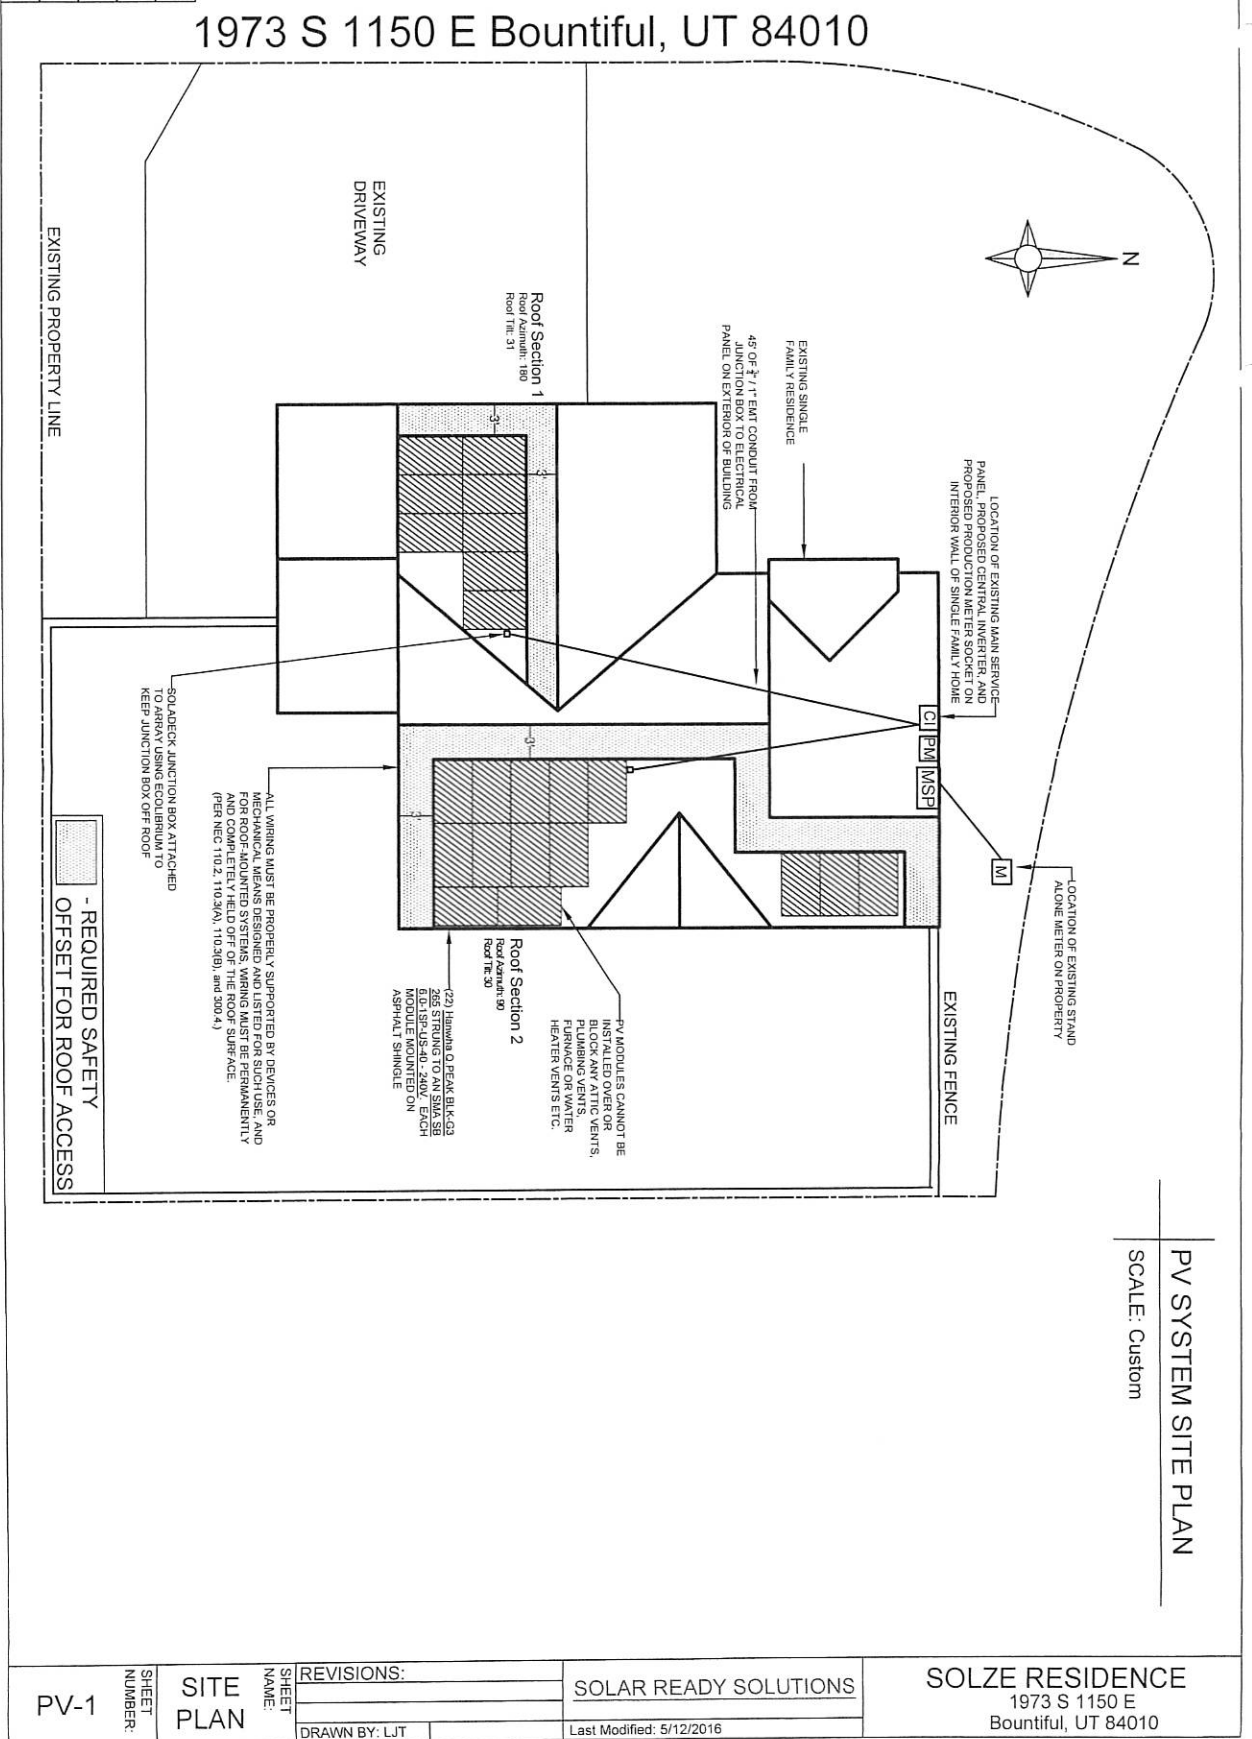 1973 S 1150 E Bountiful, UT 84010
N
EXISTING
DRIVEWAY
EXISTING PROPERTY LINE
Roof Section 1
Roof Azimuth: 180
Roof Tilt: 31
EXISTING SINGLE
FAMILY RESIDENCE
45' OF ¾" / 1" EMT CONDUIT FROM
JUNCTION BOX TO ELECTRICAL
PANEL ON EXTERIOR OF BUILDING
LOCATION OF EXISTING MAIN SERVICE
PANEL, PROPOSED CENTRAL INVERTER, AND
PROPOSED PRODUCTION METER SOCKET ON
INTERIOR WALL OF SINGLE FAMILY HOME
3'
3'
CI
PM
MSP
M
LOCATION OF EXISTING STAND
ALONE METER ON PROPERTY
3'
3'
SOLADECK JUNCTION BOX ATTACHED
TO ARRAY USING ECOLIBRIUM TO
KEEP JUNCTION BOX OFF ROOF
ALL WIRING MUST BE PROPERLY SUPPORTED BY DEVICES OR
MECHANICAL MEANS DESIGNED AND LISTED FOR SUCH USE, AND
FOR ROOF-MOUNTED SYSTEMS, WIRING MUST BE PERMANENTLY
AND COMPLETELY HELD OFF OF THE ROOF SURFACE.
(PER NEC 110.2, 110.3(A), 110.3(B), and 300.4.)
Roof Section 2
Roof Azimuth: 90
Roof Tilt: 30
(22) Hanwha Q.PEAK BLK-G3
265 STRUNG TO AN SMA SB
6.0-1SP-US-40 - 240V. EACH
MODULE MOUNTED ON
ASPHALT SHINGLE
PV MODULES CANNOT BE
INSTALLED OVER OR
BLOCK ANY ATTIC VENTS,
PLUMBING VENTS,
FURNACE OR WATER
HEATER VENTS ETC.
EXISTING FENCE
- REQUIRED SAFETY
OFFSET FOR ROOF ACCESS
PV SYSTEM SITE PLAN
SCALE: Custom
PV-1
SHEET
NUMBER:
SITE
PLAN
SHEET
NAME:
REVISIONS:
DRAWN BY: LJT
SOLAR READY SOLUTIONS
Last Modified: 5/12/2016
SOLZE RESIDENCE
1973 S 1150 E
Bountiful, UT 84010